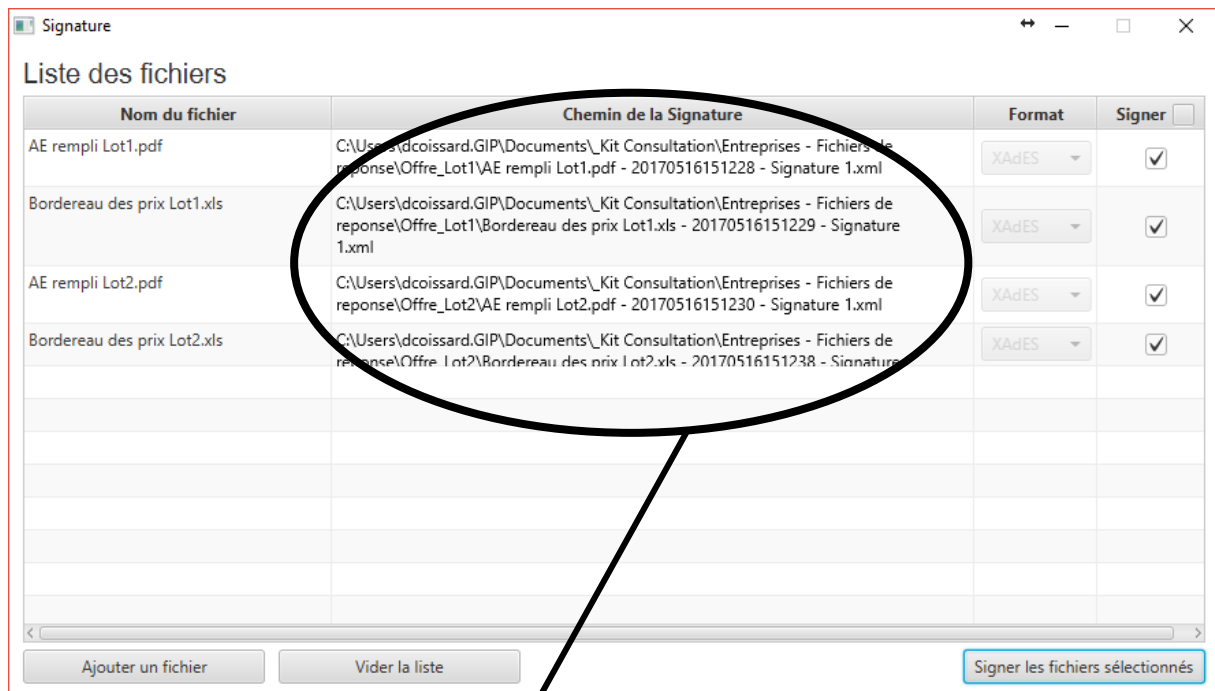 Signature
Liste des fichiers
Nom du fichier Chemin de la Signature Format Signer
AE rempli Lot1.pdf
C:\Users\dcoissard.GIP\Documents\_Kit Consultation\Entreprises - Fichiers de
reponse\Offre_Lot1\AE rempli Lot1.pdf - 20170516151228 - Signature 1.xml
XAdES
Bordereau des prix Lot1.xls
C:\Users\dcoissard.GIP\Documents\_Kit Consultation\Entreprises - Fichiers de
reponse\Offre_Lot1\Bordereau des prix Lot1.xls - 20170516151229 - Signature
1.xml
XAdES
AE rempli Lot2.pdf
C:\Users\dcoissard.GIP\Documents\_Kit Consultation\Entreprises - Fichiers de
reponse\Offre_Lot2\AE rempli Lot2.pdf - 20170516151230 - Signature 1.xml
XAdES
Bordereau des prix Lot2.xls
C:\Users\dcoissard.GIP\Documents\_Kit Consultation\Entreprises - Fichiers de
reponse\Offre_Lot2\Bordereau des prix Lot2.xls - 20170516151238 - Signature
XAdES
Ajouter un fichier Vider la liste Signer les fichiers sélectionnés